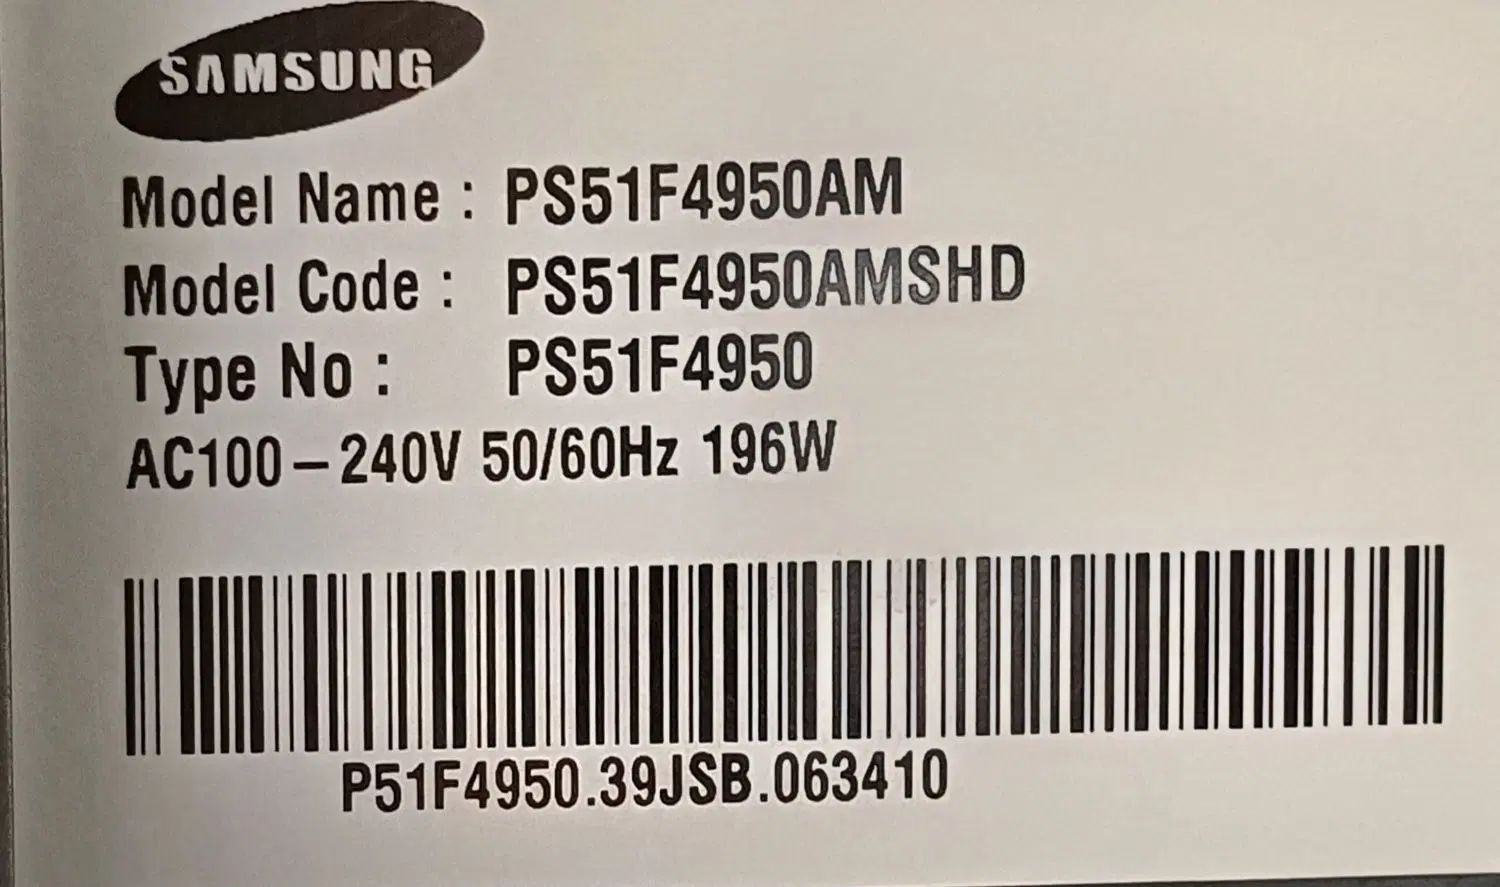 SAMSUNG
Model Name : PS51F4950AM
Model Code : PS51F4950AMSHD
Type No : PS51F4950
AC100–240V 50/60Hz 196W
P51F4950.39JSB.063410